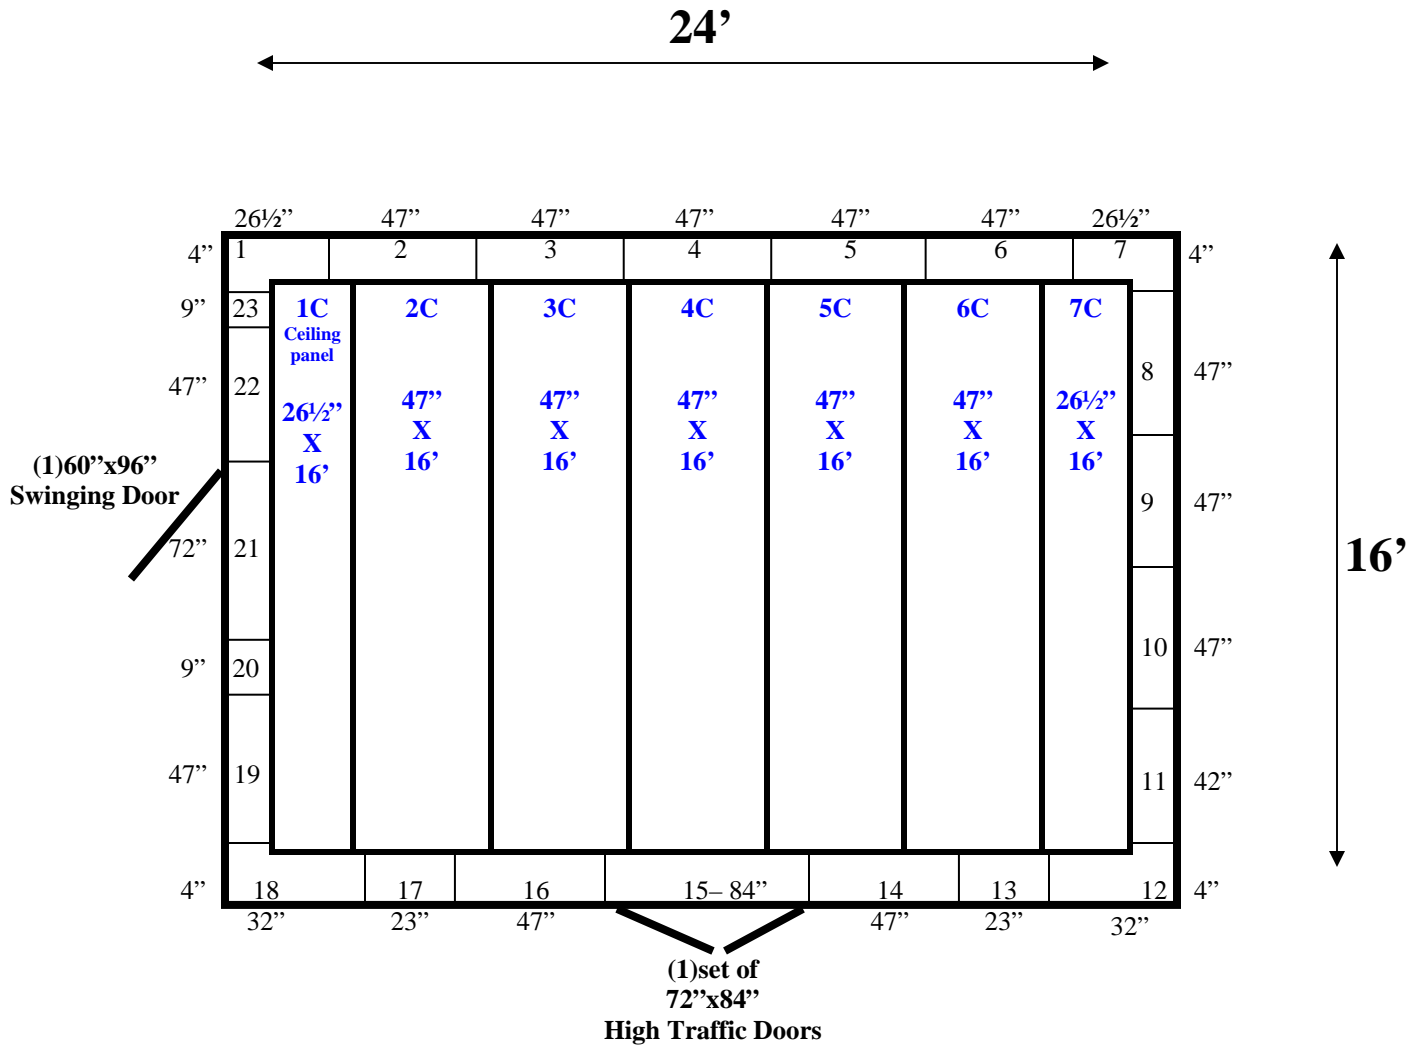 24’
26½” 47” 47” 47” 47” 47” 26½”
4” 1 2 3 4 5 6 7 4”
9” 23 1C 2C 3C 4C 5C 6C 7C
Ceiling
panel
47” 22 8 47”
26½” 47” 47” 47” 47” 47” 26½”
X X X X X X X
16’ 16’ 16’ 16’ 16’ 16’ 16’
(1)60”x96”
Swinging Door
9 47”
72” 21 16’
9” 20 10 47”
47” 19 11 42”
4” 18 17 16 15– 84” 14 13 12 4”
32” 23” 47” 47” 23” 32”
(1)set of
72”x84”
High Traffic Doors